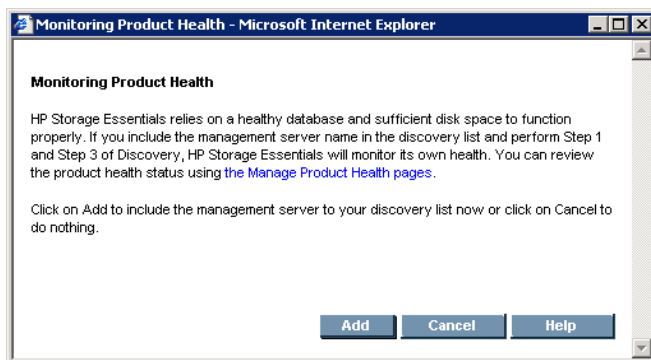 Monitoring Product Health - Microsoft Internet Explorer
Monitoring Product Health
HP Storage Essentials relies on a healthy database and sufficient disk space to function
properly. If you include the management server name in the discovery list and perform Step 1
and Step 3 of Discovery, HP Storage Essentials will monitor its own health. You can review
the product health status using the Manage Product Health pages.
Click on Add to include the management server to your discovery list now or click on Cancel to
do nothing.
Add Cancel Help